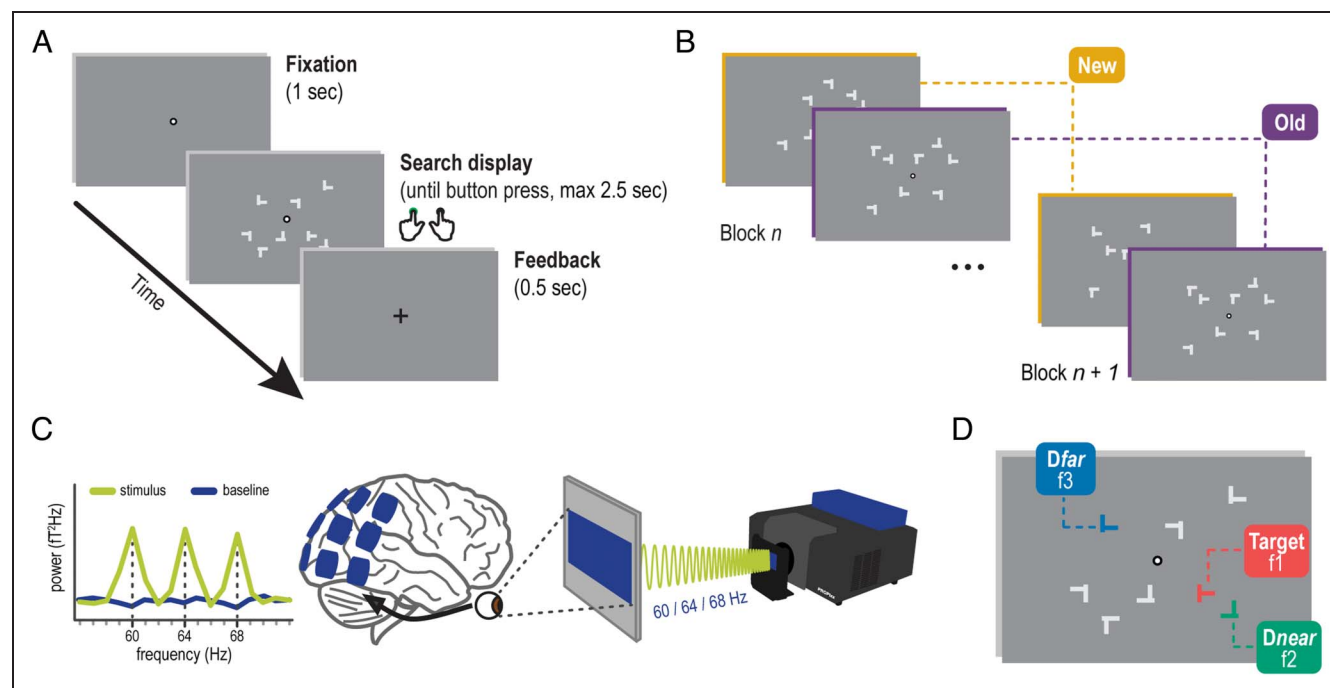 A
Fixation
(1 sec)
Search display
(until button press, max 2.5 sec)
Feedback
(0.5 sec)
Time
B
New
Old
Block n
•••
Block n + 1
C
stimulus
baseline
power (fT²Hz)
60
64
68
frequency (Hz)
60 / 64 / 68 Hz
PROPixx
D
Dfar
f3
Target
f1
Dnear
f2